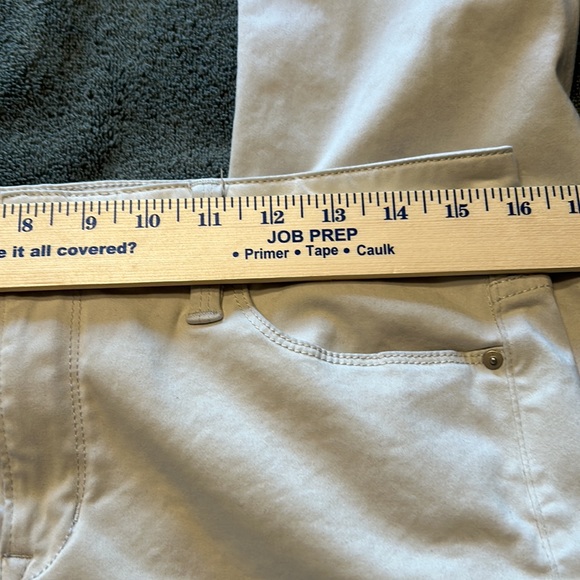 8 9 10 11 12 13 14 15 16
JOB PREP
e it all covered?
• Primer • Tape • Caulk